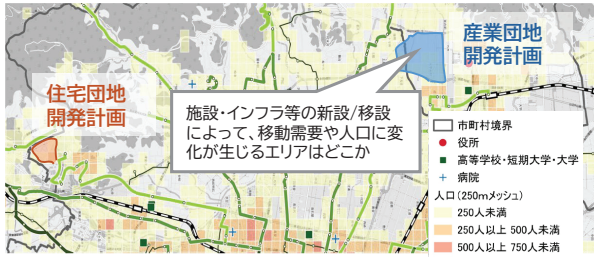 産業団地
開発計画
住宅団地
開発計画
施設・インフラ等の新設/移設
によって、移動需要や人口に変
化が生じるエリアはどこか
市町村境界
役所
高等学校・短期大学・大学
病院
人口（250mメッシュ）
250人未満
250人以上 500人未満
500人以上 750人未満